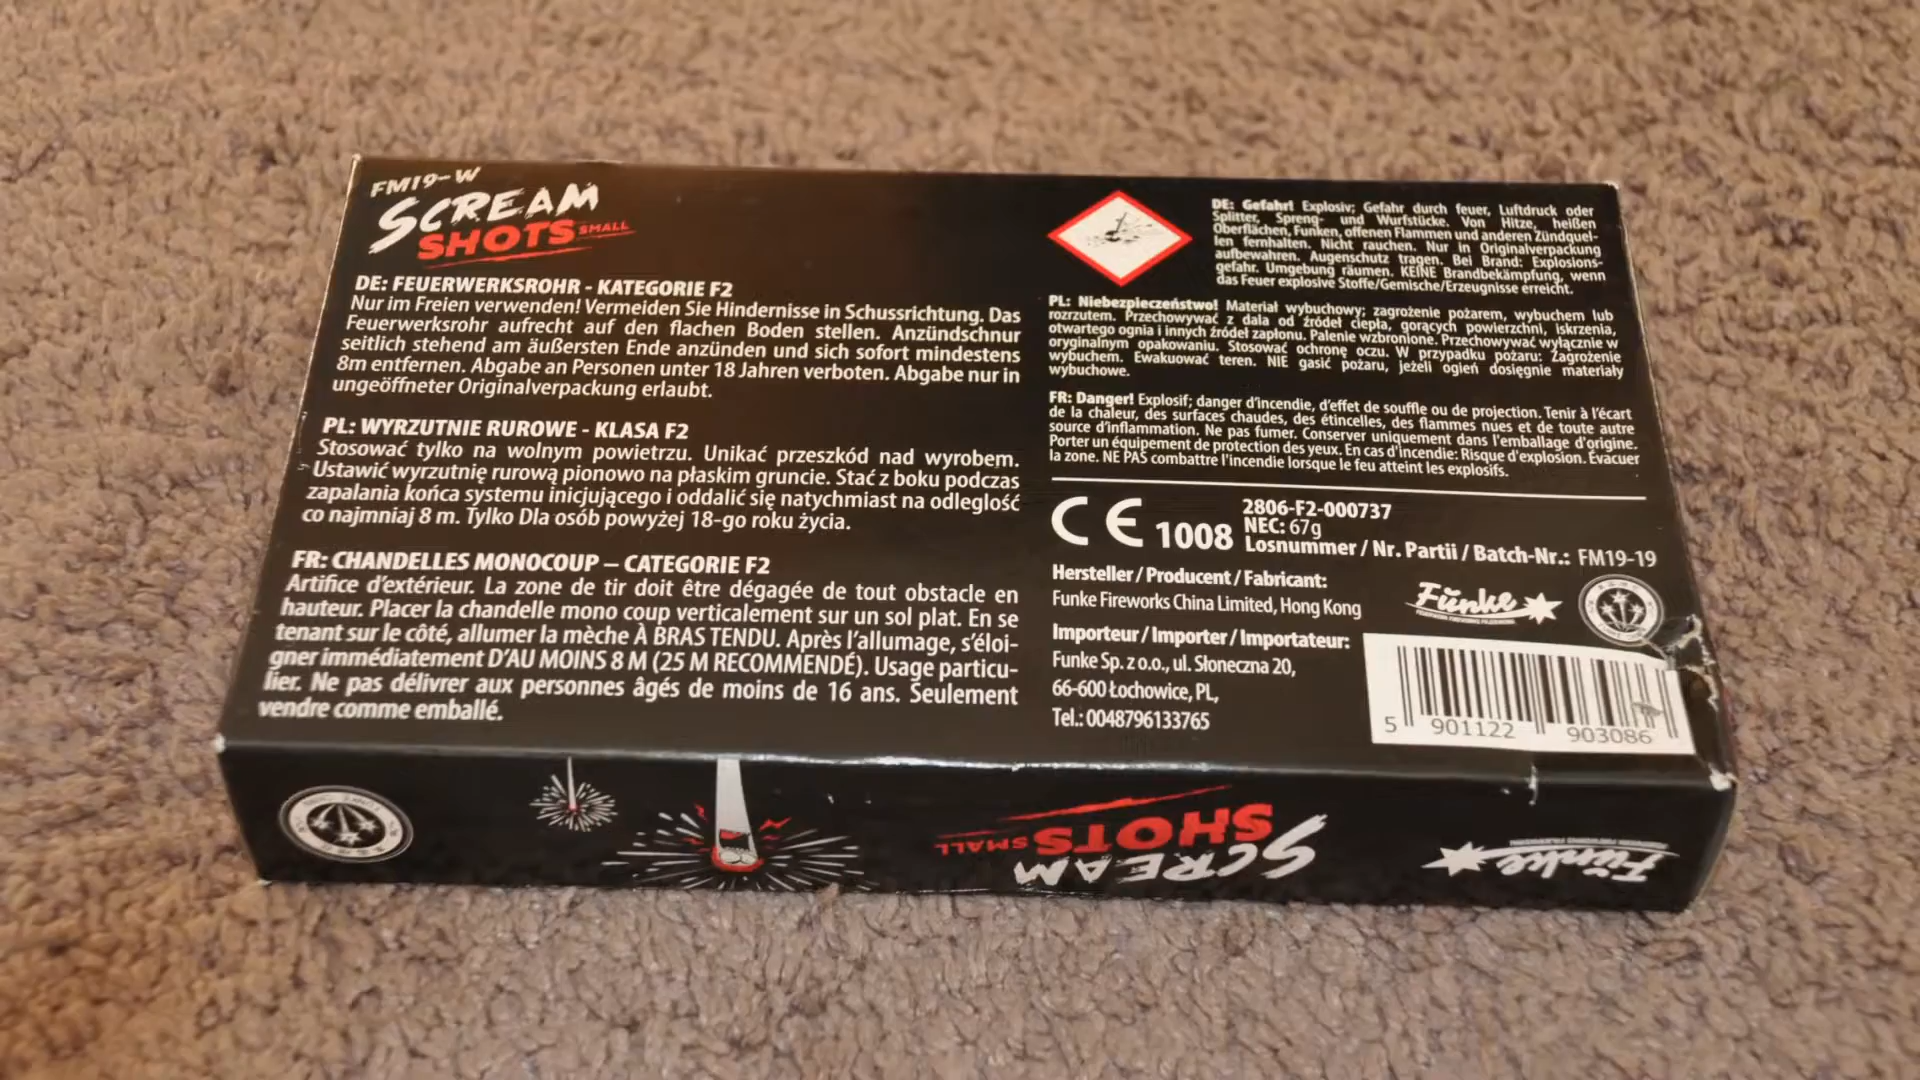 FM19-W
SCREAM
SHOTS SMALL
DE: FEUERWERKSROHR - KATEGORIE F2
Nur im Freien verwenden! Vermeiden Sie Hindernisse in Schussrichtung. Das
Feuerwerksrohr aufrecht auf den flachen Boden stellen. Anzündschnur
seitlich stehend am äußersten Ende anzünden und sich sofort mindestens
8m entfernen. Abgabe an Personen unter 18 Jahren verboten. Abgabe nur in
ungeöffneter Originalverpackung erlaubt.
PL: WYRZUTNIE RUROWE - KLASA F2
Stosować tylko na wolnym powietrzu. Unikać przeszkód nad wyrobem.
Ustawić wyrzutnię rurową pionowo na płaskim gruncie. Stać z boku podczas
zapalania końca systemu inicjującego i oddalić się natychmiast na odległość
co najmniaj 8 m. Tylko Dla osób powyżej 18-go roku życia.
FR: CHANDELLES MONOCOUP – CATEGORIE F2
Artifice d'extérieur. La zone de tir doit être dégagée de tout obstacle en
hauteur. Placer la chandelle mono coup verticalement sur un sol plat. En se
tenant sur le côté, allumer la mèche À BRAS TENDU. Après l'allumage, s'éloi-
gner immédiatement D'AU MOINS 8 M (25 M RECOMMENDÉ). Usage particu-
lier. Ne pas délivrer aux personnes âgés de moins de 16 ans. Seulement
vendre comme emballé.
DE: Gefahr! Explosiv; Gefahr durch feuer, Luftdruck oder
Splitter, Spreng- und Wurfstücke. Von Hitze, heißen
Oberflächen, Funken, offenen Flammen und anderen Zündquel-
len fernhalten. Nicht rauchen. Nur in Originalverpackung
aufbewahren. Augenschutz tragen. Bei Brand: Explosions-
gefahr. Umgebung räumen. KEINE Brandbekämpfung, wenn
das Feuer explosive Stoffe/Gemische/Erzeugnisse erreicht.
PL: Niebezpieczeństwo! Materiał wybuchowy; zagrożenie pożarem, wybuchem lub
rozrzutem. Przechowywać z dala od źródeł ciepła, gorących powierzchni, iskrzenia,
otwartego ognia i innych źródeł zapłonu. Palenie wzbronione. Przechowywać wyłącznie w
oryginalnym opakowaniu. Stosować ochronę oczu. W przypadku pożaru: Zagrożenie
wybuchem. Ewakuować teren. NIE gasić pożaru, jeżeli ogień dosięgnie materiały
wybuchowe.
FR: Danger! Explosif; danger d'incendie, d'effet de souffle ou de projection. Tenir à l'écart
de la chaleur, des surfaces chaudes, des étincelles, des flammes nues et de toute autre
source d'inflammation. Ne pas fumer. Conserver uniquement dans l'emballage d'origine.
Porter un équipement de protection des yeux. En cas d'incendie: Risque d'explosion. Évacuer
la zone. NE PAS combattre l'incendie lorsque le feu atteint les explosifs.
CE 1008
2806-F2-000737
NEC: 67g
Losnummer / Nr. Partii / Batch-Nr.: FM19-19
Hersteller / Producent / Fabricant:
Funke Fireworks China Limited, Hong Kong
Funke
Importeur / Importer / Importateur:
Funke Sp. z o.o., ul. Słoneczna 20,
66-600 Łochowice, PL,
Tel.: 0048796133765
5 901122 903086
SCREAM
SHOTS SMALL
Funke